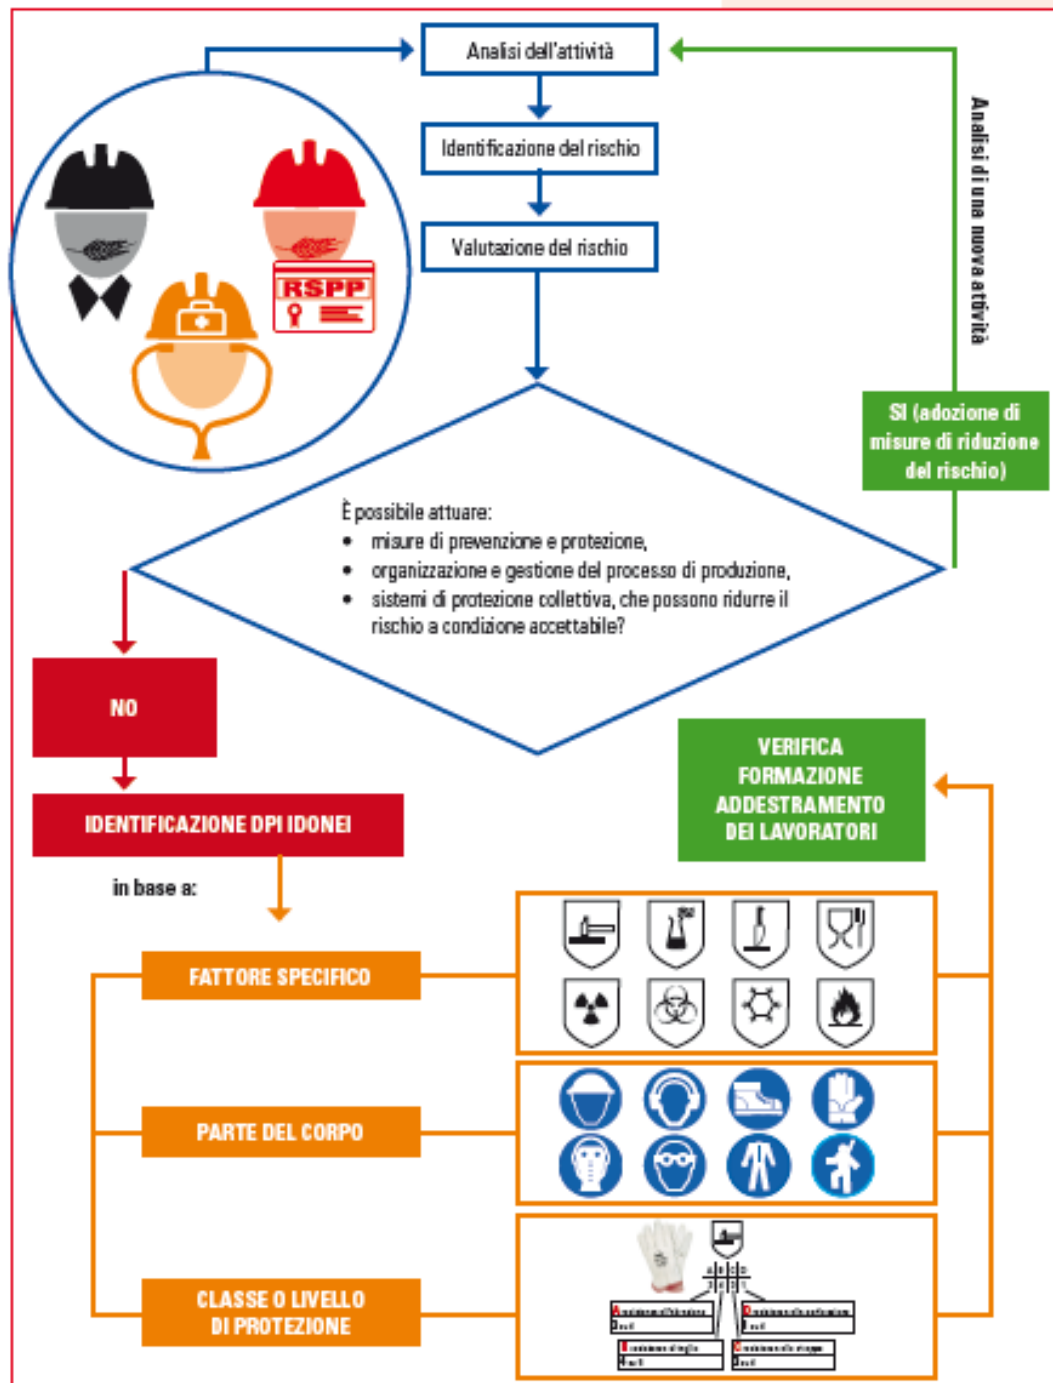 Analisi dell'attività
Identificazione del rischio
Valutazione del rischio
Analisi di una nuova attività
RSPP
SI (adozione di
misure di riduzione
del rischio)
È possibile attuare:
• misure di prevenzione e protezione,
• organizzazione e gestione del processo di produzione,
• sistemi di protezione collettiva, che possono ridurre il
rischio a condizione accettabile?
NO
IDENTIFICAZIONE DPI IDONEI
in base a:
VERIFICA
FORMAZIONE
ADDESTRAMENTO
DEI LAVORATORI
FATTORE SPECIFICO
PARTE DEL CORPO
CLASSE O LIVELLO
DI PROTEZIONE
A B C D
A
D